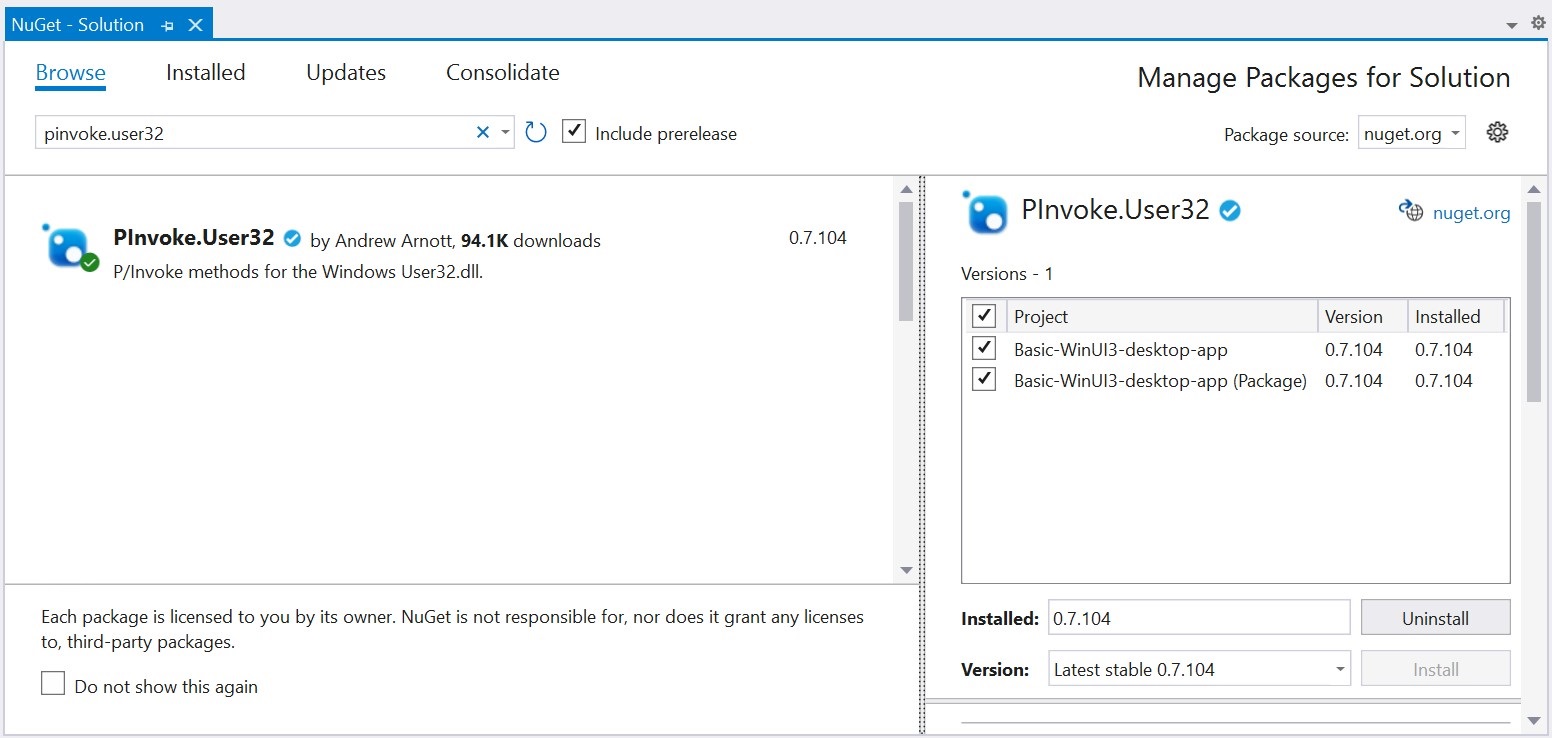 NuGet - Solution
Browse Installed Updates Consolidate
Manage Packages for Solution
pinvoke.user32
Include prerelease
Package source: nuget.org
PInvoke.User32 by Andrew Arnott, 94.1K downloads 0.7.104
P/Invoke methods for the Windows User32.dll.
Each package is licensed to you by its owner. NuGet is not responsible for, nor does it grant any licenses
to, third-party packages.
Do not show this again
PInvoke.User32
nuget.org
Versions - 1
Project Version Installed
Basic-WinUI3-desktop-app 0.7.104 0.7.104
Basic-WinUI3-desktop-app (Package) 0.7.104 0.7.104
Installed: 0.7.104 Uninstall
Version: Latest stable 0.7.104 Install